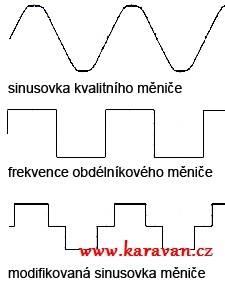 sinusovka kvalitního měniče
frekvence obdélníkového měniče
www.karavan.cz
modifikovaná sinusovka měniče